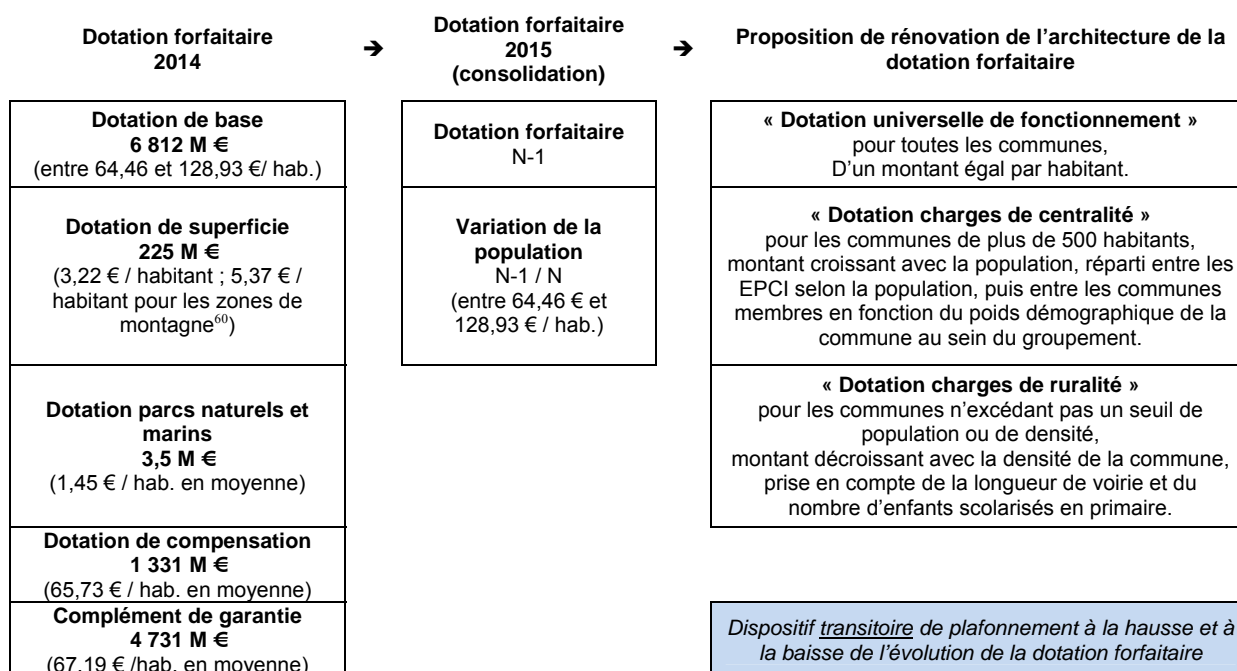 Dotation forfaitaire
2014
➔
Dotation forfaitaire
2015
(consolidation)
➔
Proposition de rénovation de l’architecture de la
dotation forfaitaire
Dotation de base
6 812 M €
(entre 64,46 et 128,93 €/ hab.)
Dotation de superficie
225 M €
(3,22 € / habitant ; 5,37 € /
habitant pour les zones de
montagne60)
Dotation parcs naturels et
marins
3,5 M €
(1,45 € / hab. en moyenne)
Dotation de compensation
1 331 M €
(65,73 € / hab. en moyenne)
Complément de garantie
4 731 M €
(67,19 € /hab. en moyenne)
Dotation forfaitaire
N-1
Variation de la
population
N-1 / N
(entre 64,46 € et
128,93 € / hab.)
« Dotation universelle de fonctionnement »
pour toutes les communes,
D’un montant égal par habitant.
« Dotation charges de centralité »
pour les communes de plus de 500 habitants,
montant croissant avec la population, réparti entre les
EPCI selon la population, puis entre les communes
membres en fonction du poids démographique de la
commune au sein du groupement.
« Dotation charges de ruralité »
pour les communes n’excédant pas un seuil de
population ou de densité,
montant décroissant avec la densité de la commune,
prise en compte de la longueur de voirie et du
nombre d’enfants scolarisés en primaire.
Dispositif transitoire de plafonnement à la hausse et à
la baisse de l’évolution de la dotation forfaitaire